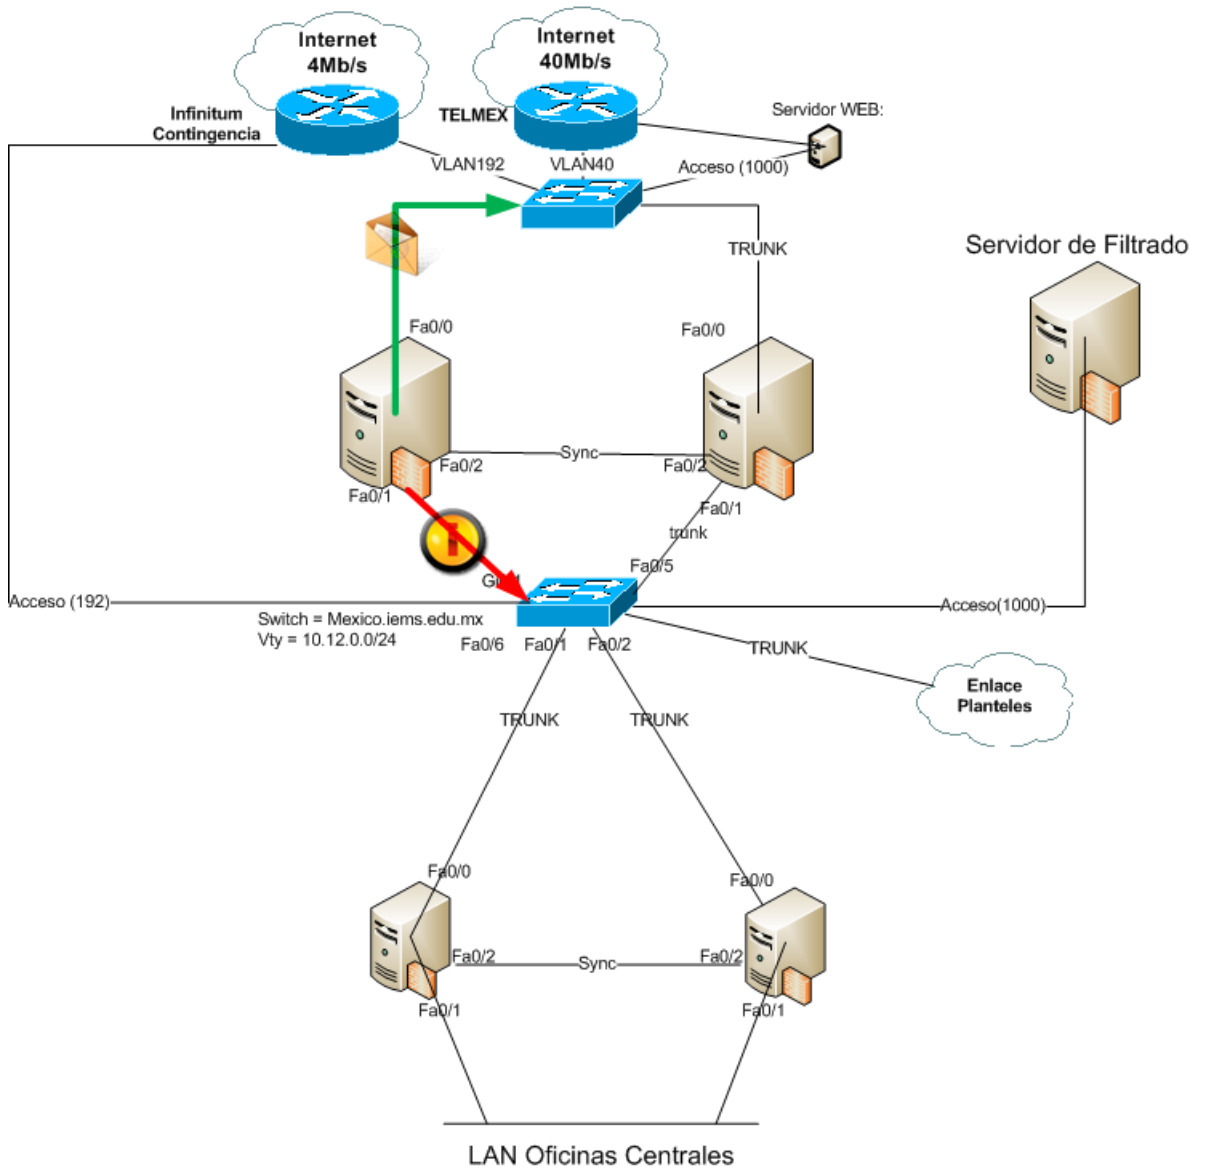 Internet
4Mb/s
Internet
40Mb/s
Infinitum
Contingencia
TELMEX
Servidor WEB:
VLAN192
VLAN40
Acceso (1000)
TRUNK
Servidor de Filtrado
Fa0/0
Fa0/0
Sync
Fa0/2
Fa0/2
Fa0/1
Fa0/1
trunk
Fa0/5
Acceso (192)
Acceso(1000)
Switch = Mexico.iems.edu.mx
Vty = 10.12.0.0/24
Fa0/6
Fa0/1
Fa0/2
TRUNK
Enlace
Planteles
TRUNK
TRUNK
Fa0/0
Fa0/0
Fa0/2
Sync
Fa0/2
Fa0/1
Fa0/1
LAN Oficinas Centrales